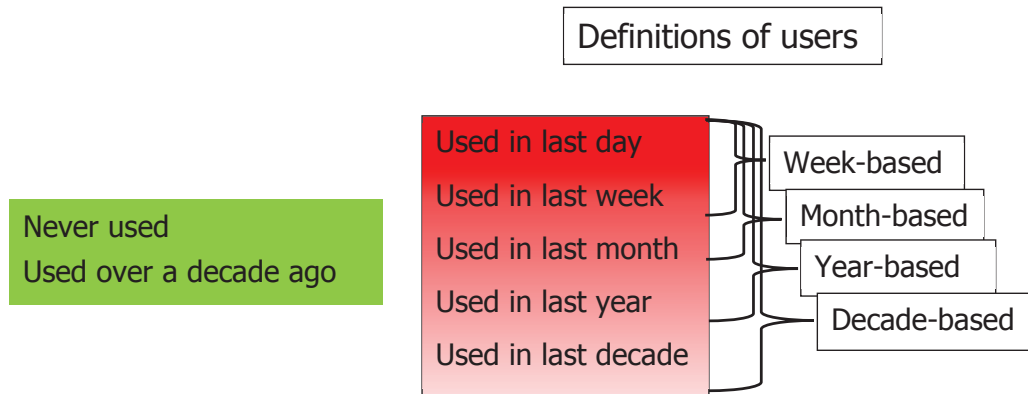 Definitions of users
Never used
Used over a decade ago
Used in last day
Used in last week
Used in last month
Used in last year
Used in last decade
Week-based
Month-based
Year-based
Decade-based